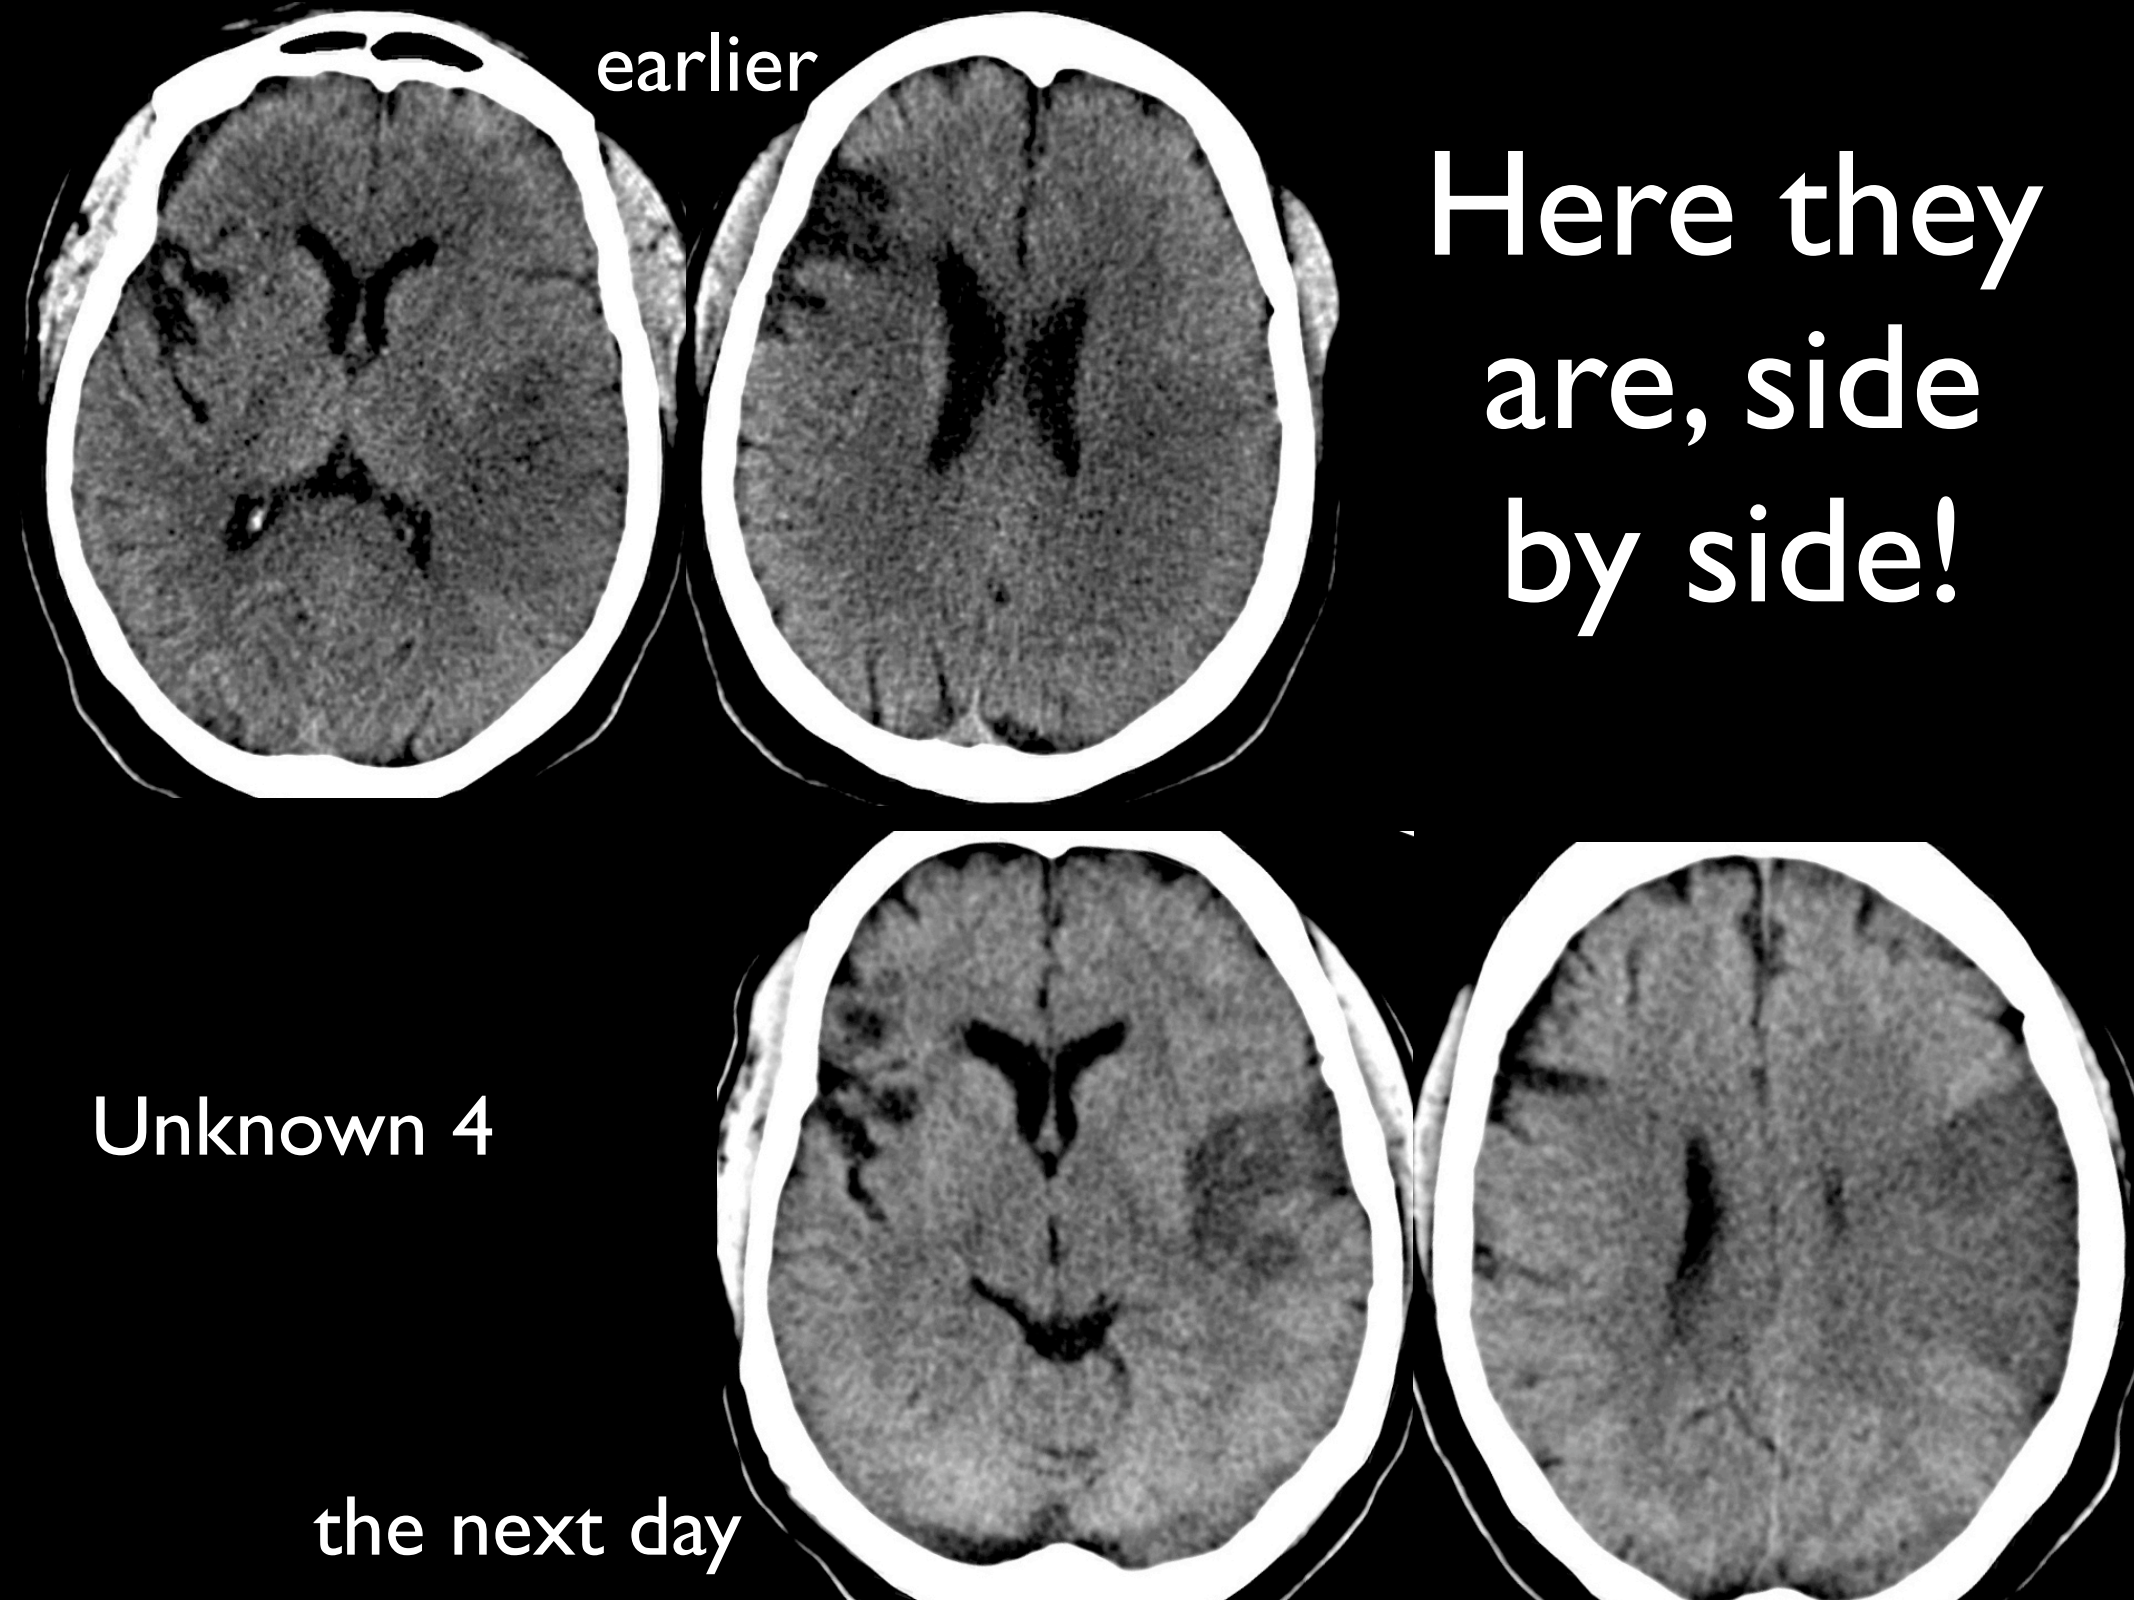 earlier
Here they
are, side
by side!
Unknown 4
the next day